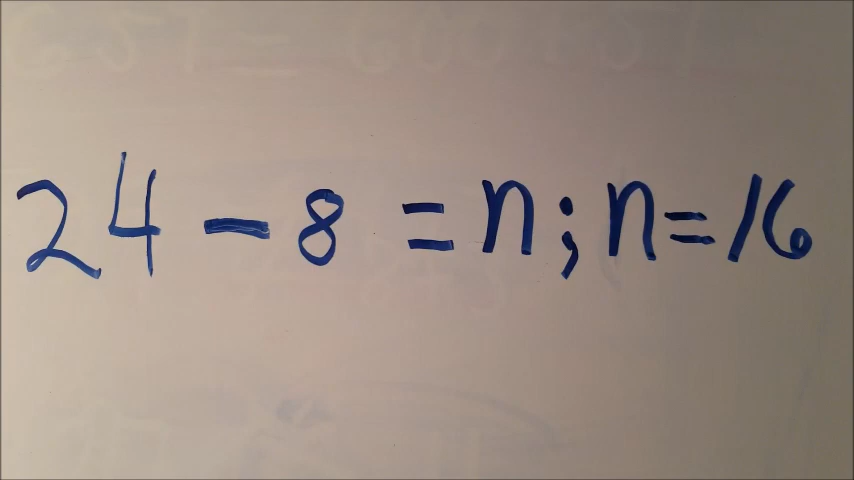 24 - 8 = n; n = 16